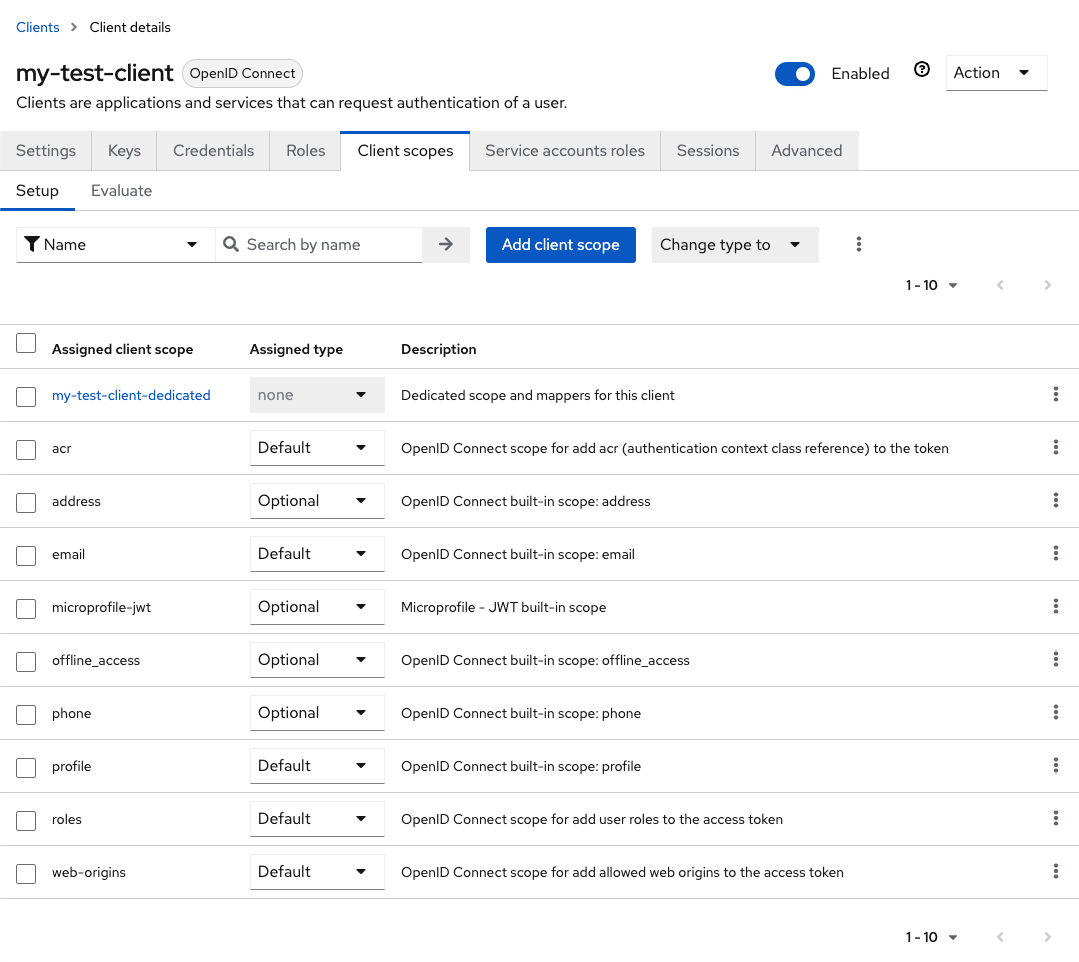 Clients > Client details
my-test-client OpenID Connect Enabled Action
Clients are applications and services that can request authentication of a user.
Settings Keys Credentials Roles Client scopes Service accounts roles Sessions Advanced
Setup Evaluate
Name Search by name Add client scope Change type to
1 - 10
Assigned client scope Assigned type Description
my-test-client-dedicated none Dedicated scope and mappers for this client
acr Default OpenID Connect scope for add acr (authentication context class reference) to the token
address Optional OpenID Connect built-in scope: address
email Default OpenID Connect built-in scope: email
microprofile-jwt Optional Microprofile - JWT built-in scope
offline_access Optional OpenID Connect built-in scope: offline_access
phone Optional OpenID Connect built-in scope: phone
profile Default OpenID Connect built-in scope: profile
roles Default OpenID Connect scope for add user roles to the access token
web-origins Default OpenID Connect scope for add allowed web origins to the access token
1 - 10